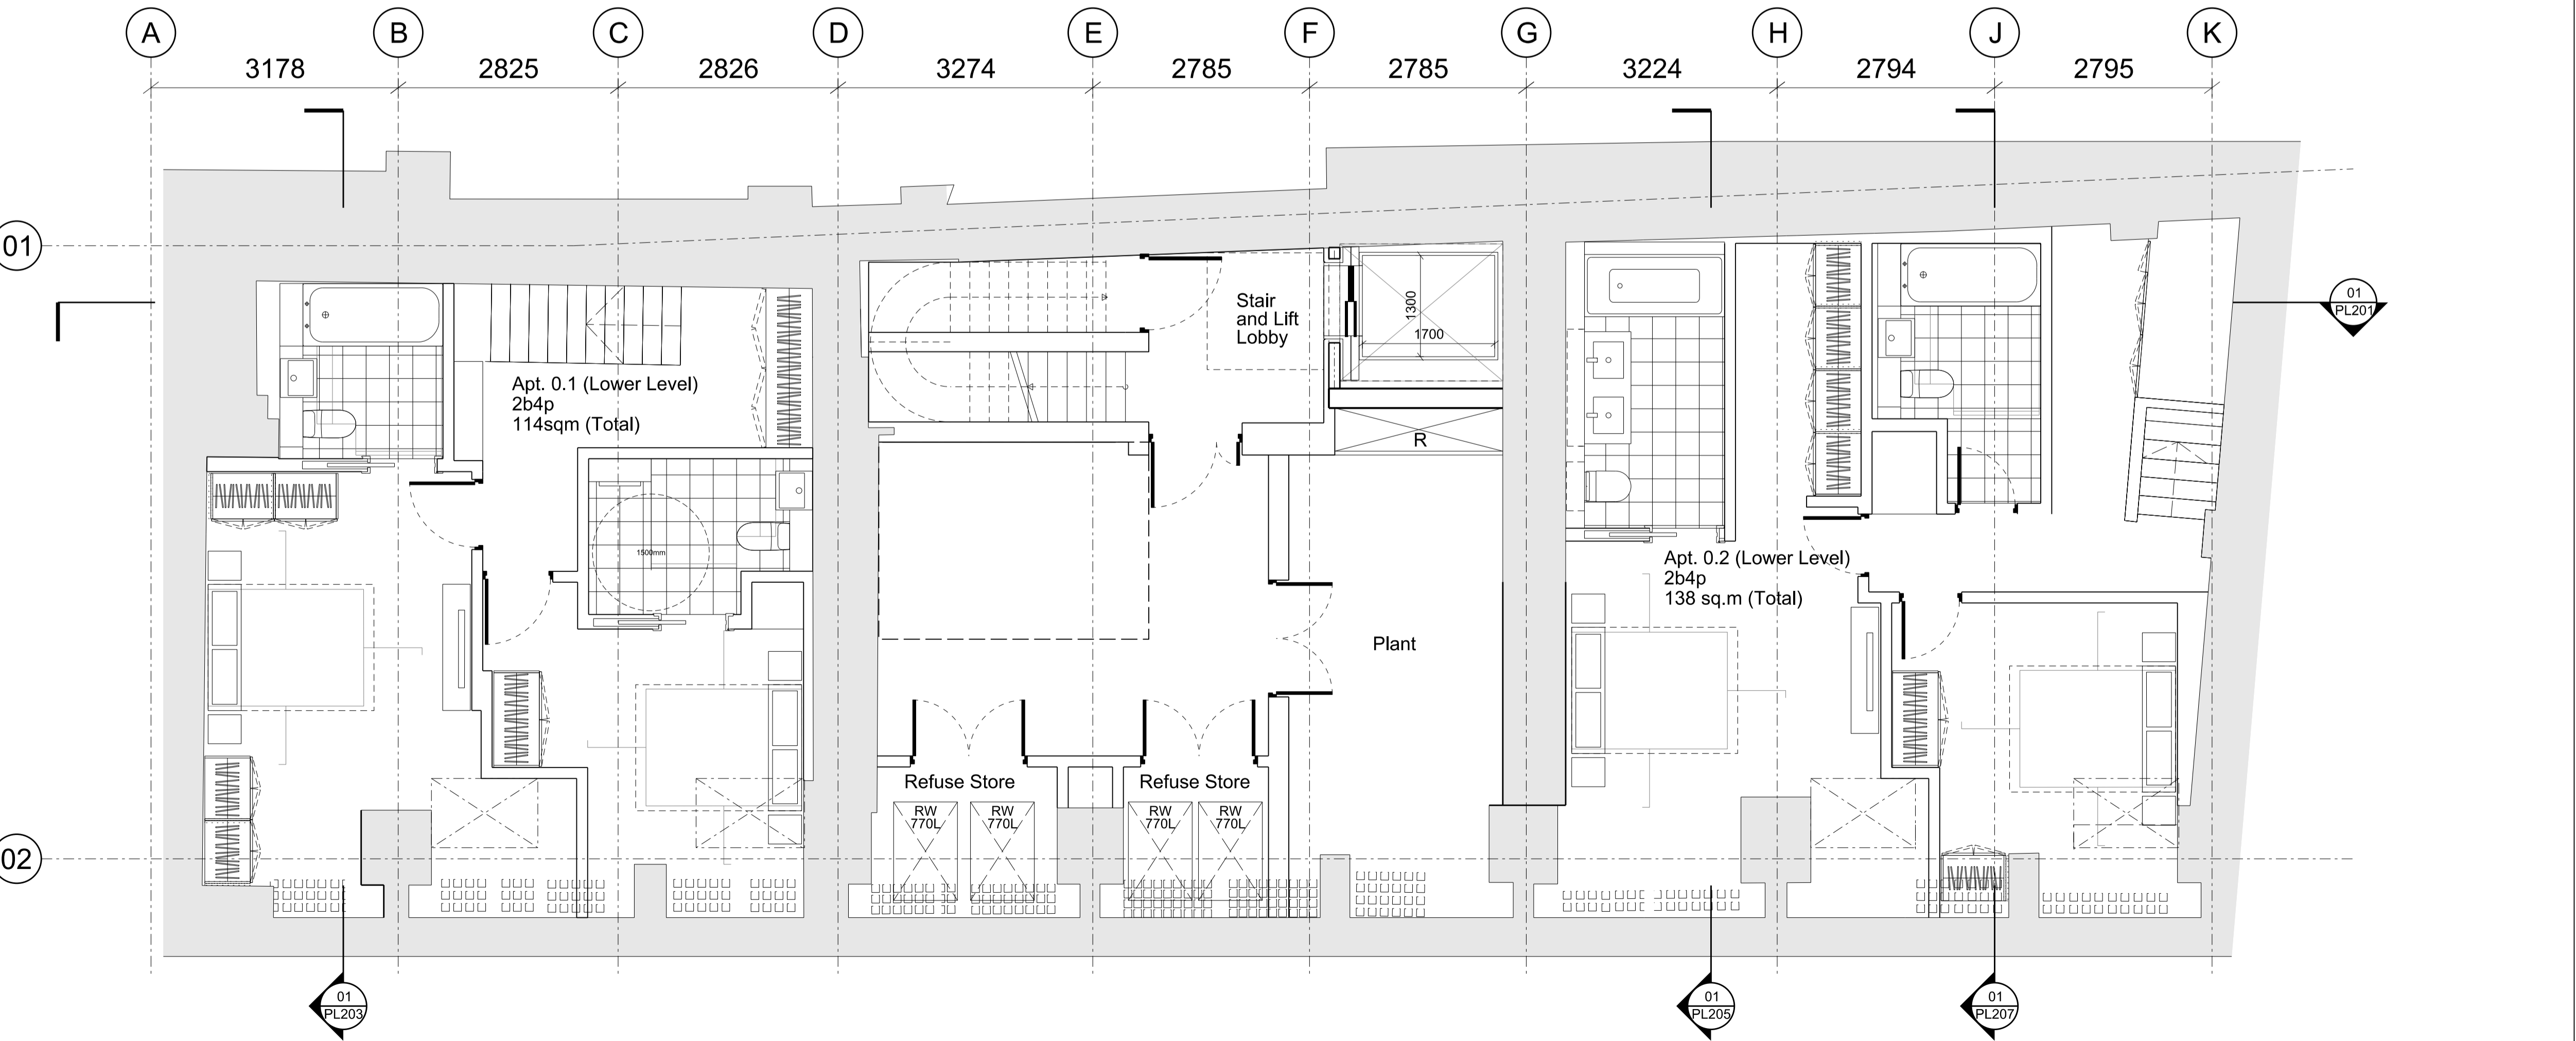 A B C D E F G H J K
3178 2825 2826 3274 2785 2785 3224 2794 2795
01
01
PL201
Stair
and Lift
Lobby
1300
1700
Apt. 0.1 (Lower Level)
2b4p
114sqm (Total)
R
1500mm
Apt. 0.2 (Lower Level)
2b4p
138 sq.m (Total)
Plant
Refuse Store
Refuse Store
RW
770L
RW
770L
RW
770L
RW
770L
02
01
PL203
01
PL205
01
PL207